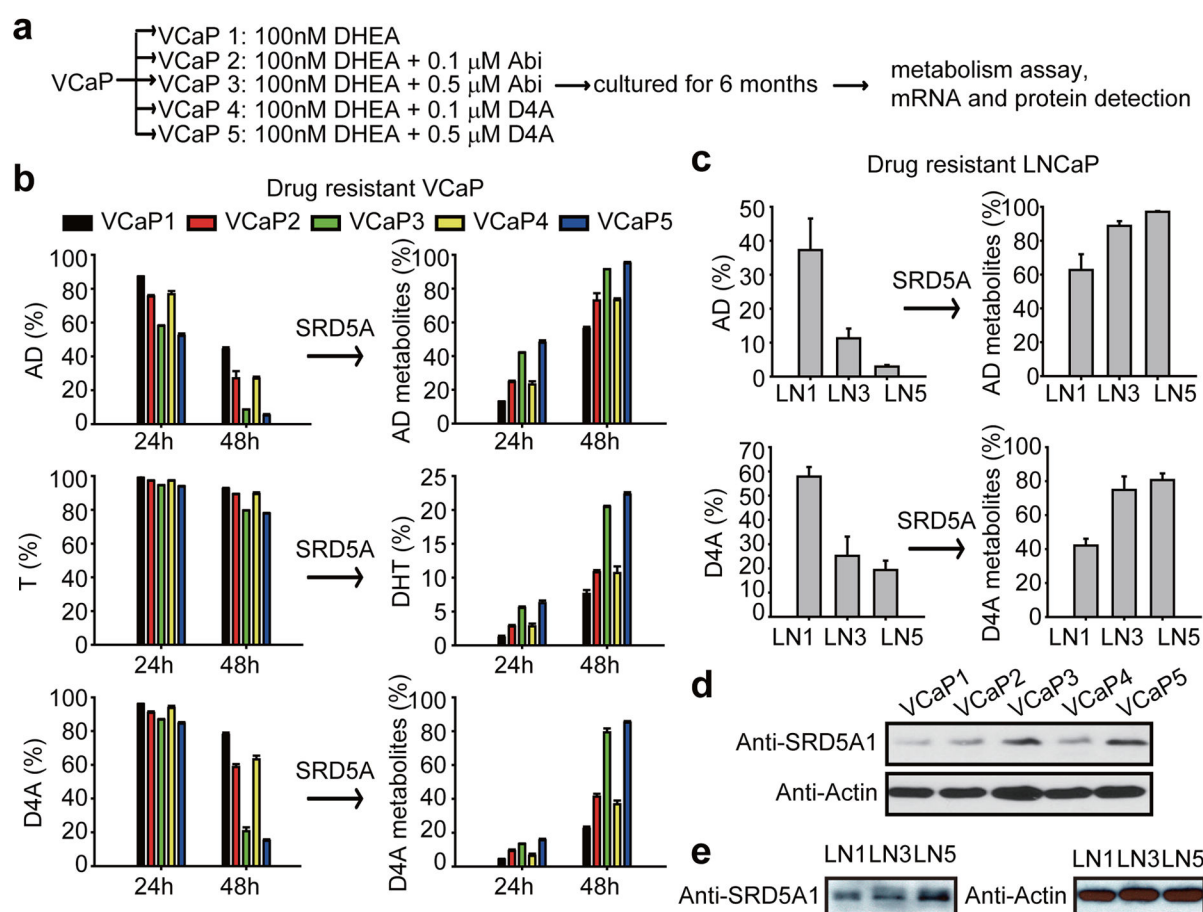 a
VCaP
VCaP 1: 100nM DHEA
VCaP 2: 100nM DHEA + 0.1 μM Abi
VCaP 3: 100nM DHEA + 0.5 μM Abi
VCaP 4: 100nM DHEA + 0.1 μM D4A
VCaP 5: 100nM DHEA + 0.5 μM D4A
cultured for 6 months
metabolism assay,
mRNA and protein detection
b
Drug resistant VCaP
VCaP1 VCaP2 VCaP3 VCaP4 VCaP5
AD (%)
100
80
60
40
20
0
24h 48h
SRD5A
AD metabolites (%)
100
80
60
40
20
0
24h 48h
T (%)
100
80
60
40
20
0
24h 48h
SRD5A
DHT (%)
25
20
15
10
5
0
24h 48h
D4A (%)
100
80
60
40
20
0
24h 48h
SRD5A
D4A metabolites (%)
100
80
60
40
20
0
24h 48h
c
Drug resistant LNCaP
AD (%)
50
40
30
20
10
0
LN1 LN3 LN5
SRD5A
AD metabolites (%)
100
80
60
40
20
0
LN1 LN3 LN5
D4A (%)
70
60
50
40
30
20
10
0
LN1 LN3 LN5
SRD5A
D4A metabolites (%)
100
80
60
40
20
0
LN1 LN3 LN5
d
VCaP1 VCaP2 VCaP3 VCaP4 VCaP5
Anti-SRD5A1
Anti-Actin
e
LN1 LN3 LN5
Anti-SRD5A1
LN1 LN3 LN5
Anti-Actin